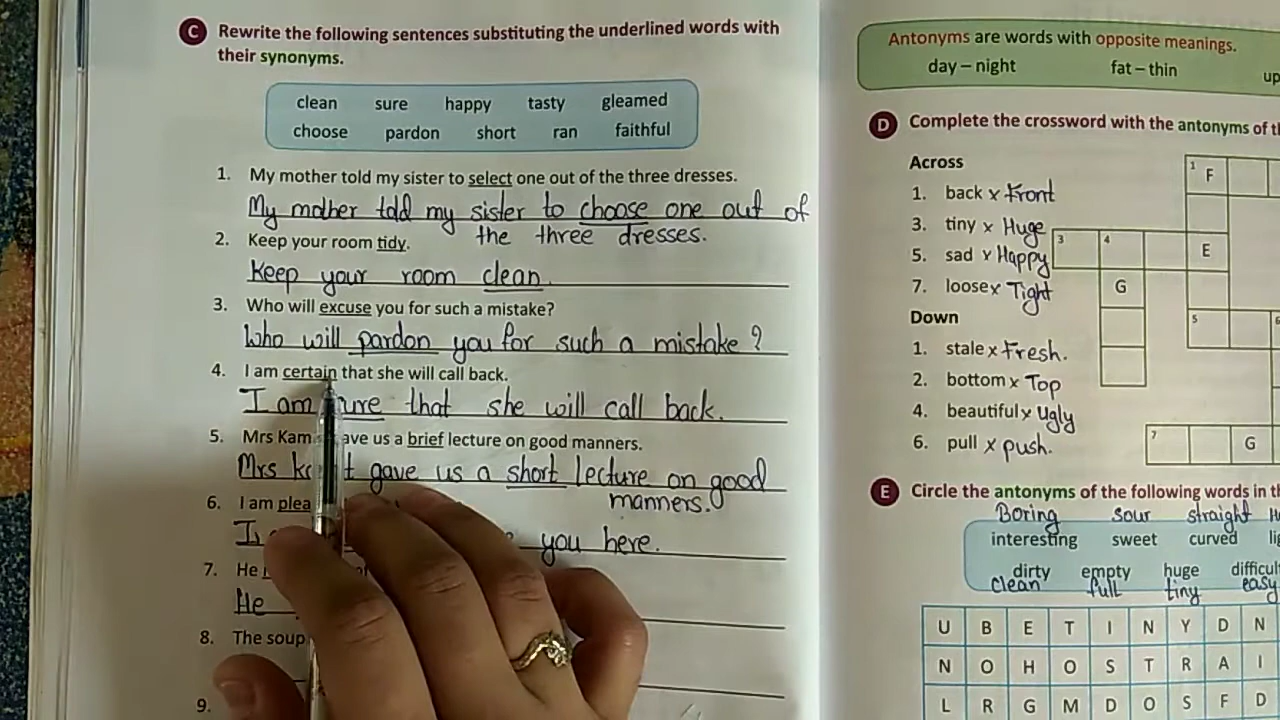 C Rewrite the following sentences substituting the underlined words with
their synonyms.
clean sure happy tasty gleamed
choose pardon short ran faithful
1. My mother told my sister to select one out of the three dresses.
My mother told my sister to choose one out of
the three dresses.
2. Keep your room tidy.
Keep your room clean.
3. Who will excuse you for such a mistake?
Who will pardon you for such a mistake?
4. I am certain that she will call back.
I am sure that she will call back.
5. Mrs gave us a brief lecture on good manners.
Mrs gave us a short lecture on good
manners.
6. I am
you here.
7. He
He
8. The soup
9.
Antonyms are words with opposite meanings.
day – night fat – thin up
D Complete the crossword with the antonyms of
Across
1. back x Front
3. tiny x Huge
5. sad x Happy
7. loose x Tight
Down
1. stale x Fresh.
2. bottom x Top
4. beautiful x Ugly
6. pull x push.
1 F
3 4 E
G
5 6
7 G
E Circle the antonyms of the following words in
Boring sour straight
interesting sweet curved
dirty empty huge difficult
clean full tiny easy
U B E T I N Y D N
N O H O S T R A I
L R G M D O S F D